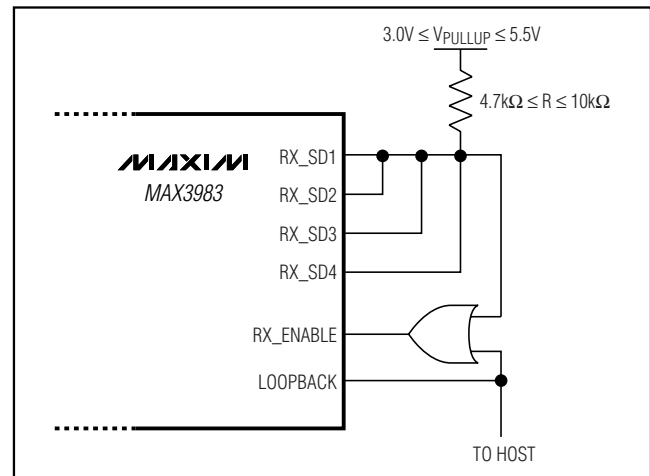 3.0V ≤ VPULLUP ≤ 5.5V
4.7kΩ ≤ R ≤ 10kΩ
MAXIM
MAX3983
RX_SD1
RX_SD2
RX_SD3
RX_SD4
RX_ENABLE
LOOPBACK
TO HOST